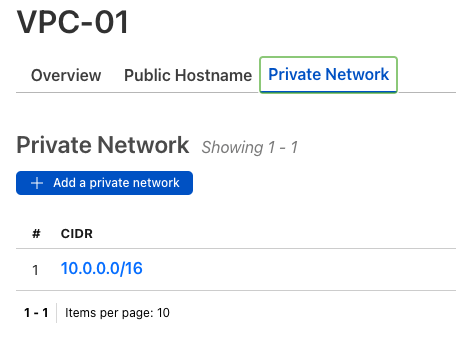 VPC-01
Overview Public Hostname Private Network
Private Network Showing 1 - 1
+ Add a private network
# CIDR
1 10.0.0.0/16
1 - 1 Items per page: 10